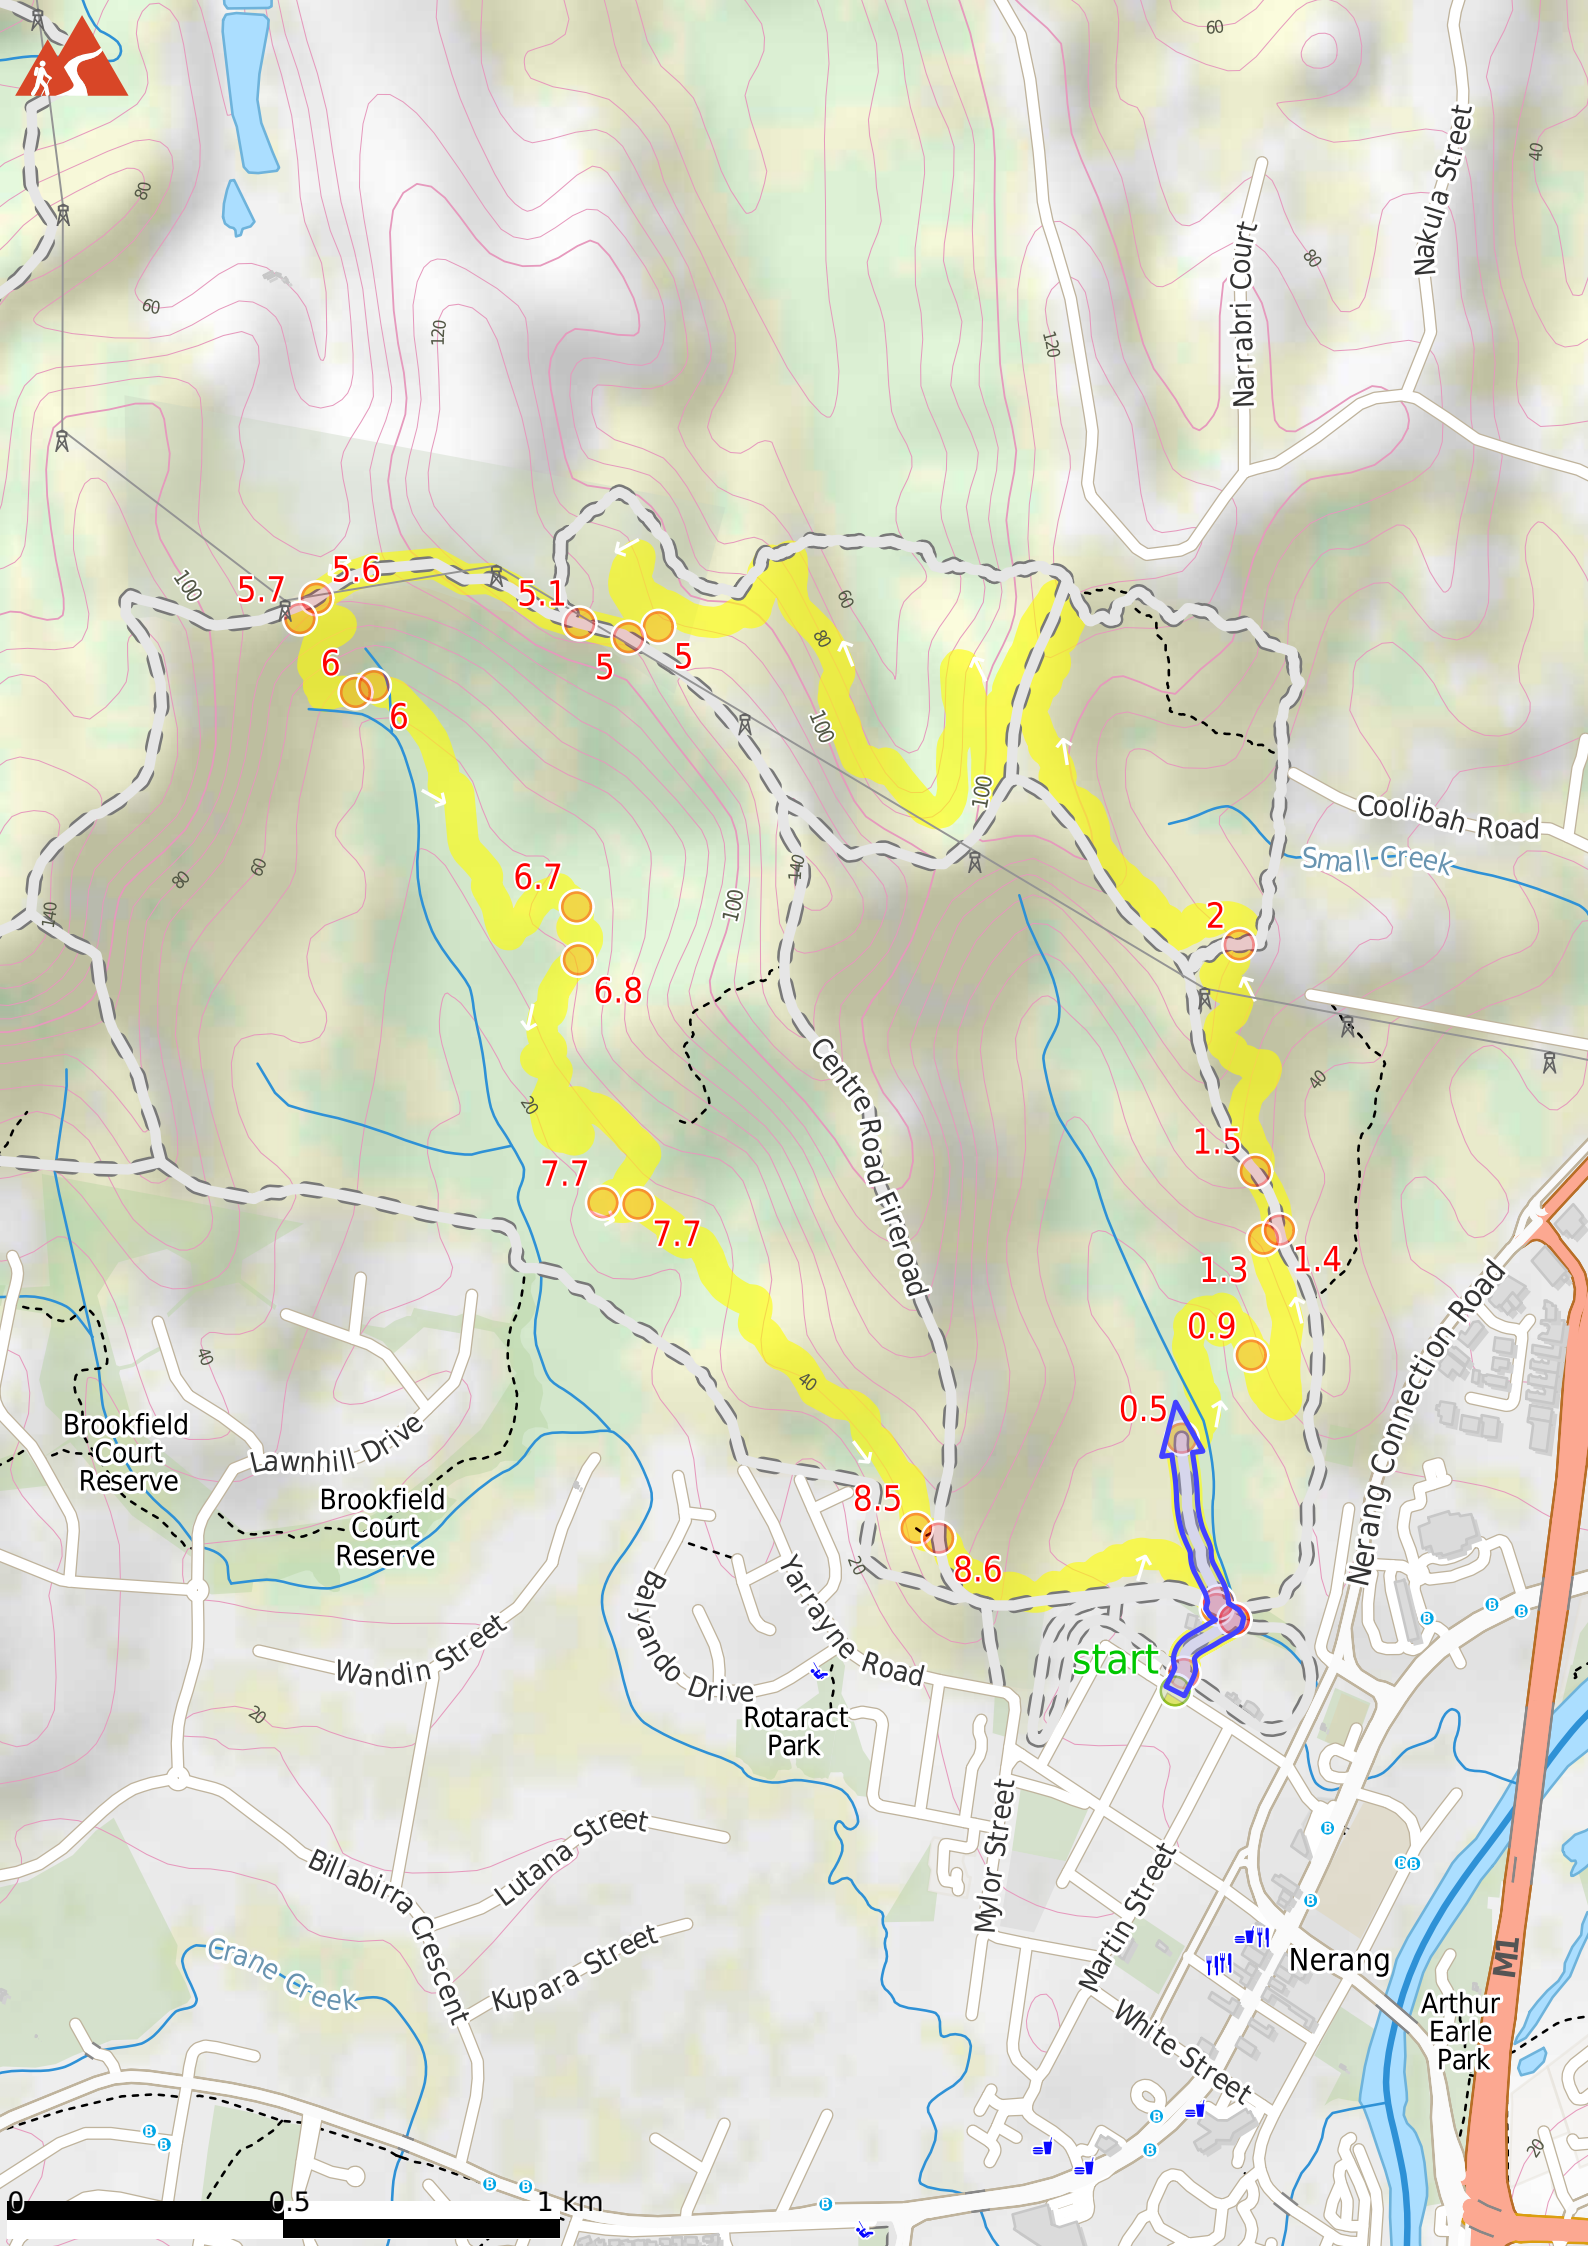 60
40
Nakula Street
80
Narrabri Court
80
60
120
120
5.6
5.7
100
5.1
60
80
5
5
6
6
100
100
Coolibah Road
Small Creek
140
6.7
100
80
60
140
2
6.8
Centre Road Fireroad
40
20
1.5
7.7
7.7
1.3
1.4
Nerang Connection Road
0.9
40
40
0.5
Brookfield
Court
Reserve
Lawnhill Drive
Brookfield
Court
Reserve
8.5
8.6
20
Balyando Drive
Yarrayne Road
Wandin Street
start
20
Rotaract
Park
Mylor Street
Martin Street
Lutana Street
Billabirra Crescent
Kupara Street
Crane Creek
Nerang
M1
White Street
Arthur
Earle
Park
20
B
B
B
B
B
B
B
B
B
B
B
B
B
B
0
0.5
1 km